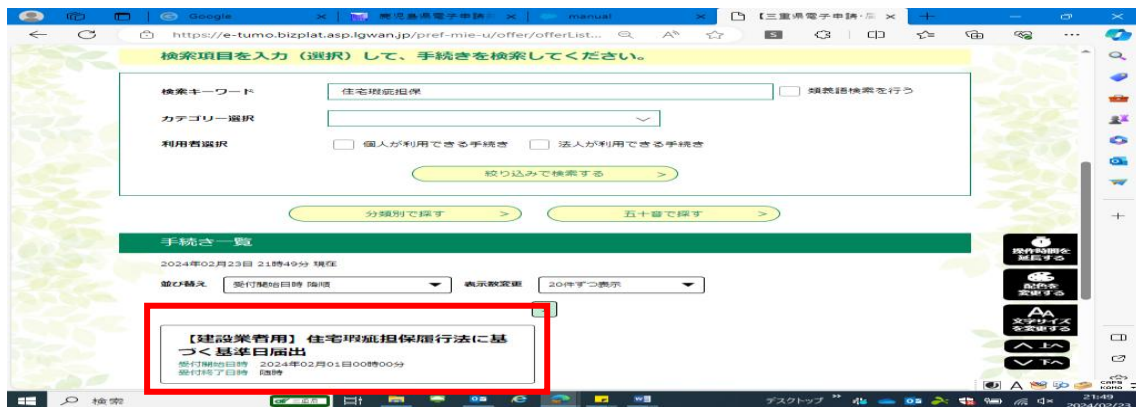 Google
鹿児島県電子申請
manual
【三重県電子申請・届
https://e-tumo.bizplat.asp.lgwan.jp/pref-mie-u/offer/offerList...
検索項目を入力（選択）して、手続きを検索してください。
検索キーワード
住宅瑕疵担保
類義語検索を行う
カテゴリー選択
利用者選択
個人が利用できる手続き
法人が利用できる手続き
絞り込みで検索する >
分類別で探す >
五十音で探す >
手続き一覧
2024年02月23日 21時49分 現在
並び替え
受付開始日時 降順
表示数変更
20件ずつ表示
1
【建設業者用】住宅瑕疵担保履行法に基
づく基準日届出
受付開始日時 2024年02月01日00時00分
受付終了日時 随時
操作時間を
延長する
配色を
変更する
AA
文字サイズ
を変更する
へ上へ
下へ
検索
デスクトップ
A
CAPS
KANA
21:49
2024/02/23